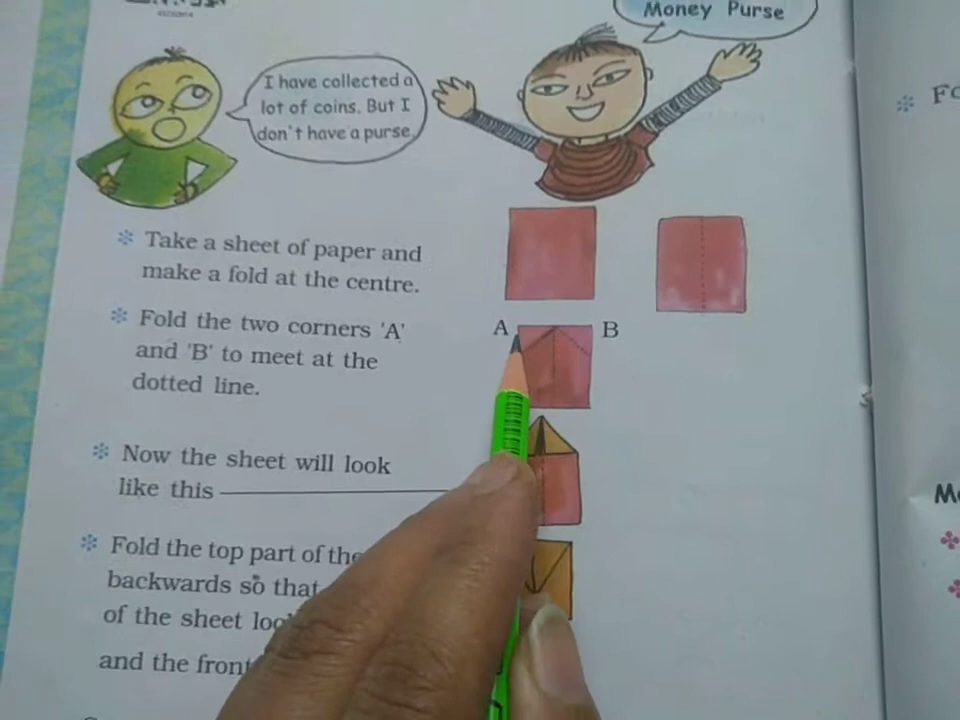 Money Purse
I have collected a
lot of coins. But I
don't have a purse.
Take a sheet of paper and
make a fold at the centre.
Fold the two corners 'A'
and 'B' to meet at the
dotted line.
A B
Now the sheet will look
like this
Fold the top part of the
backwards so that
of the sheet
and the front